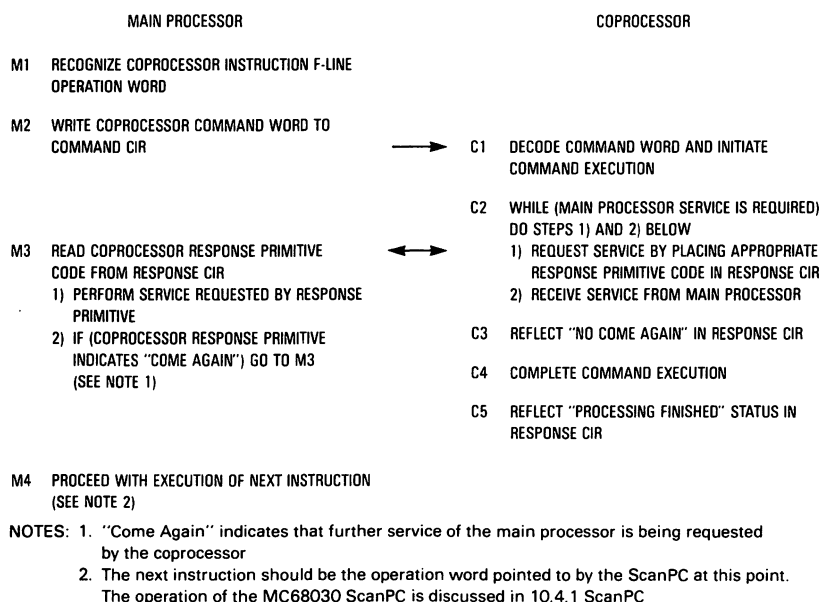 MAIN PROCESSOR
COPROCESSOR
M1 RECOGNIZE COPROCESSOR INSTRUCTION F-LINE
OPERATION WORD
M2 WRITE COPROCESSOR COMMAND WORD TO
COMMAND CIR
C1 DECODE COMMAND WORD AND INITIATE
COMMAND EXECUTION
C2 WHILE (MAIN PROCESSOR SERVICE IS REQUIRED)
DO STEPS 1) AND 2) BELOW
1) REQUEST SERVICE BY PLACING APPROPRIATE
RESPONSE PRIMITIVE CODE IN RESPONSE CIR
2) RECEIVE SERVICE FROM MAIN PROCESSOR
M3 READ COPROCESSOR RESPONSE PRIMITIVE
CODE FROM RESPONSE CIR
1) PERFORM SERVICE REQUESTED BY RESPONSE
PRIMITIVE
2) IF (COPROCESSOR RESPONSE PRIMITIVE
INDICATES "COME AGAIN") GO TO M3
(SEE NOTE 1)
C3 REFLECT "NO COME AGAIN" IN RESPONSE CIR
C4 COMPLETE COMMAND EXECUTION
C5 REFLECT "PROCESSING FINISHED" STATUS IN
RESPONSE CIR
M4 PROCEED WITH EXECUTION OF NEXT INSTRUCTION
(SEE NOTE 2)
NOTES: 1. "Come Again" indicates that further service of the main processor is being requested
by the coprocessor
2. The next instruction should be the operation word pointed to by the ScanPC at this point.
The operation of the MC68030 ScanPC is discussed in 10.4.1 ScanPC